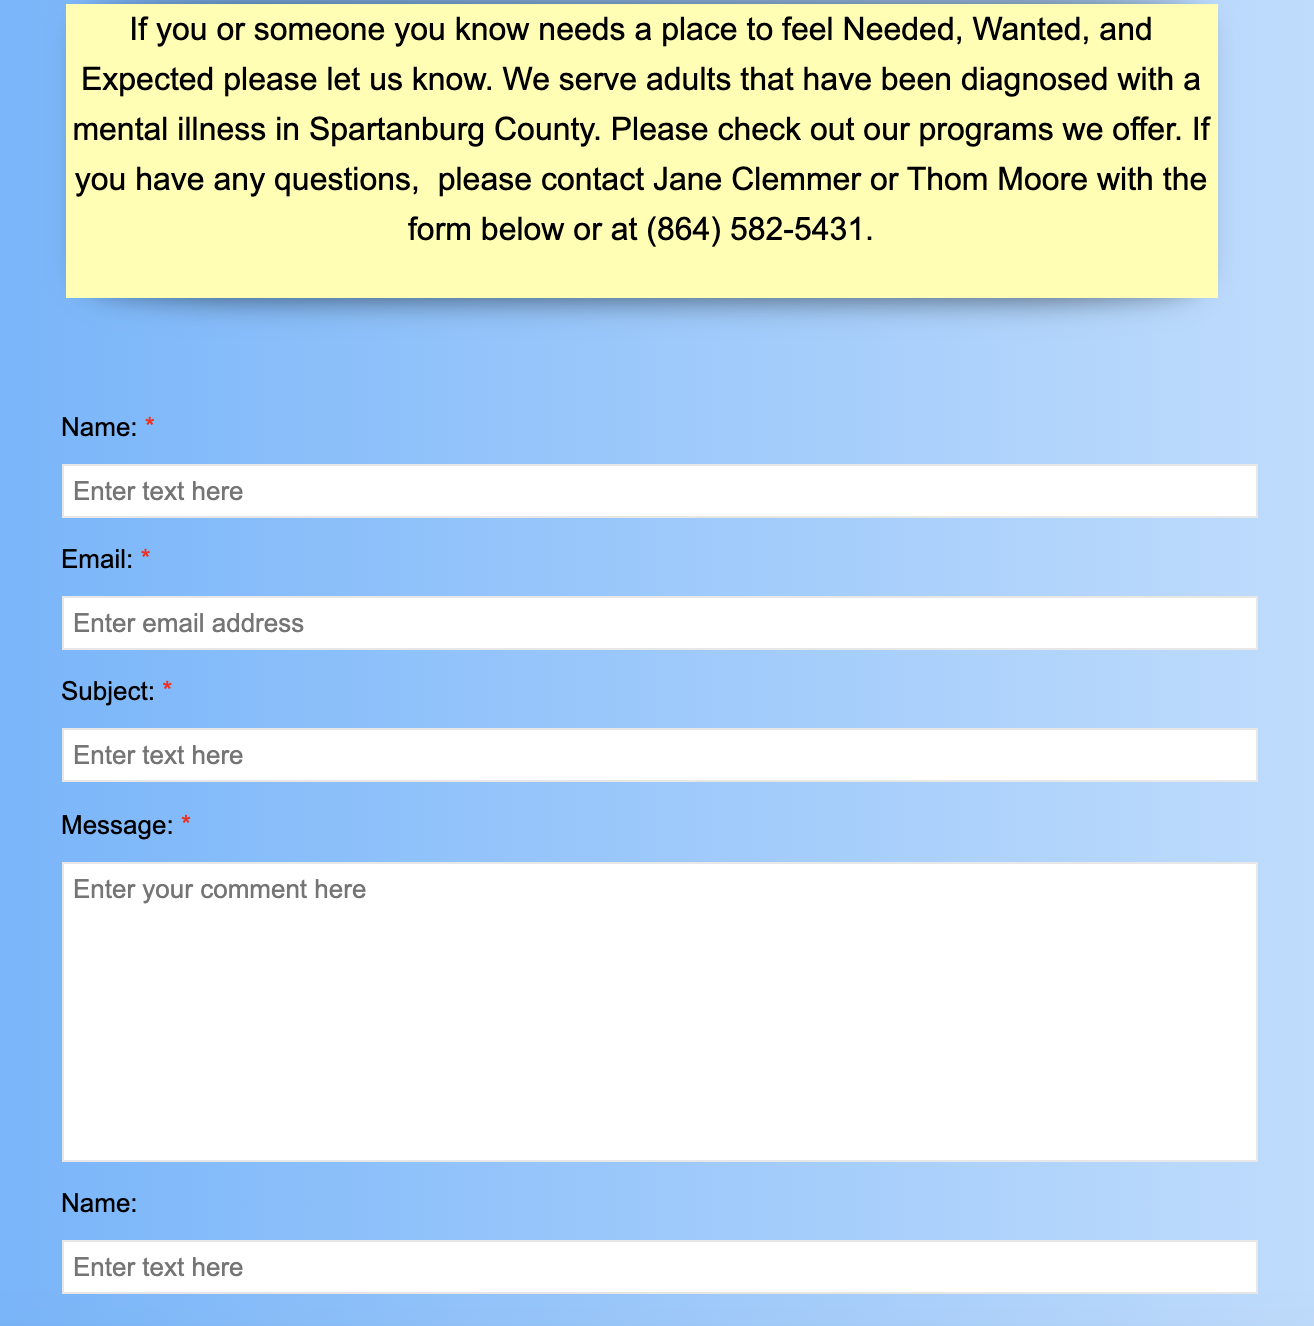 If you or someone you know needs a place to feel Needed, Wanted, and
Expected please let us know. We serve adults that have been diagnosed with a
mental illness in Spartanburg County. Please check out our programs we offer. If
you have any questions,  please contact Jane Clemmer or Thom Moore with the
form below or at (864) 582-5431.
Name: *
Enter text here
Email: *
Enter email address
Subject: *
Enter text here
Message: *
Enter your comment here
Name:
Enter text here